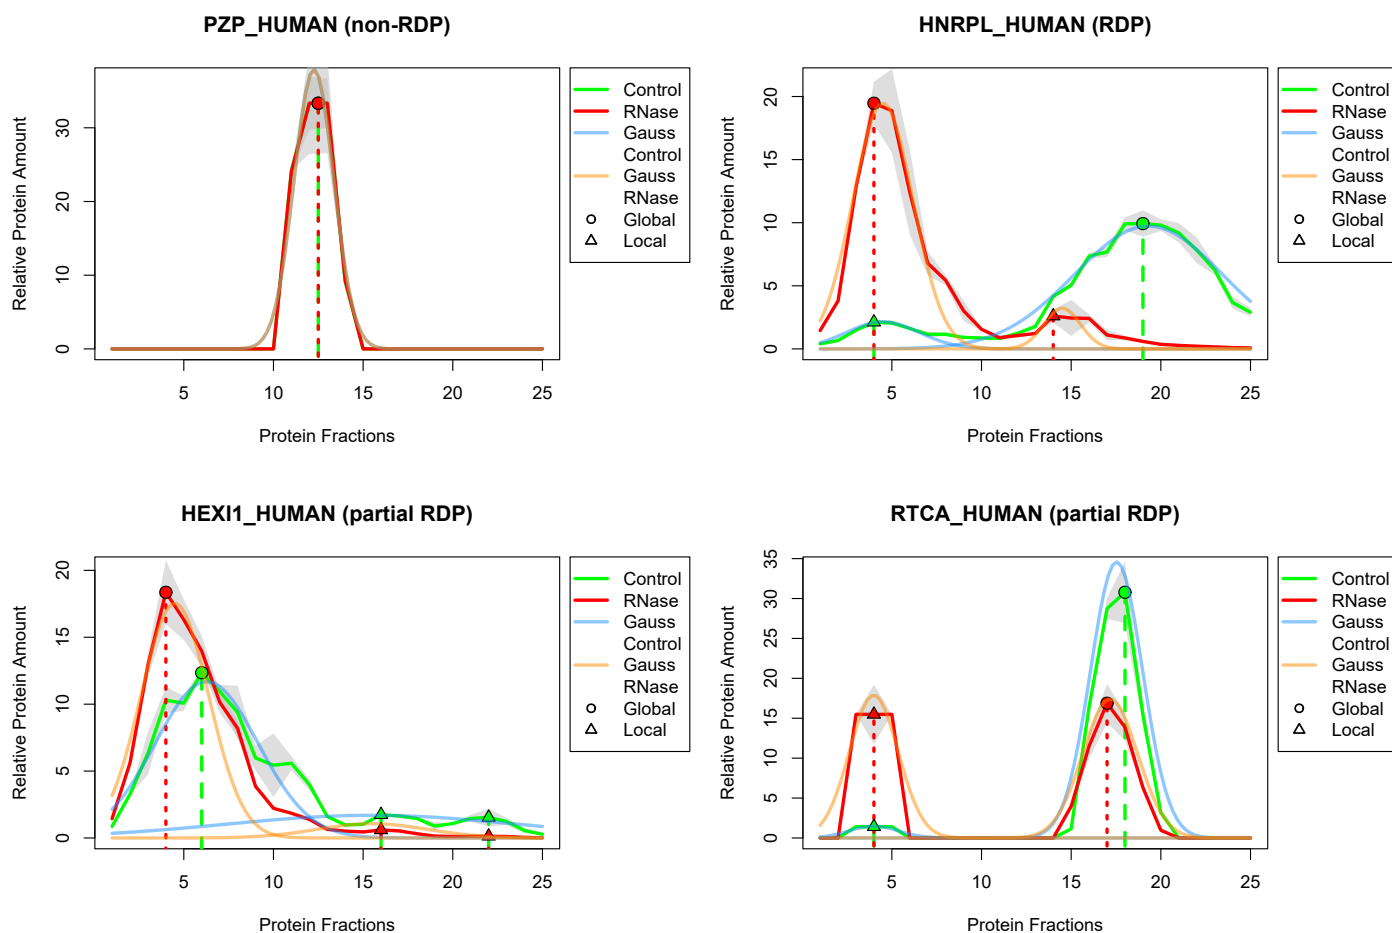 PZP_HUMAN (non-RDP)
Relative Protein Amount
30
20
10
0
5
10
15
20
25
Protein Fractions
Control
RNase
Gauss
Control
Gauss
RNase
Global
Local
HNRPL_HUMAN (RDP)
Relative Protein Amount
20
15
10
5
0
5
10
15
20
25
Protein Fractions
Control
RNase
Gauss
Control
Gauss
RNase
Global
Local
HEXI1_HUMAN (partial RDP)
Relative Protein Amount
20
15
10
5
0
5
10
15
20
25
Protein Fractions
Control
RNase
Gauss
Control
Gauss
RNase
Global
Local
RTCA_HUMAN (partial RDP)
Relative Protein Amount
35
30
25
20
15
10
5
0
5
10
15
20
25
Protein Fractions
Control
RNase
Gauss
Control
Gauss
RNase
Global
Local